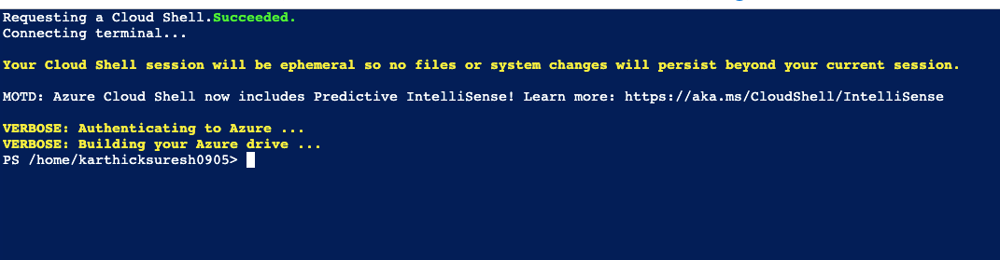 Requesting a Cloud Shell.Succeeded.
Connecting terminal...
Your Cloud Shell session will be ephemeral so no files or system changes will persist beyond your current session.
MOTD: Azure Cloud Shell now includes Predictive IntelliSense! Learn more: https://aka.ms/CloudShell/IntelliSense
VERBOSE: Authenticating to Azure ...
VERBOSE: Building your Azure drive ...
PS /home/karthicksuresh0905>